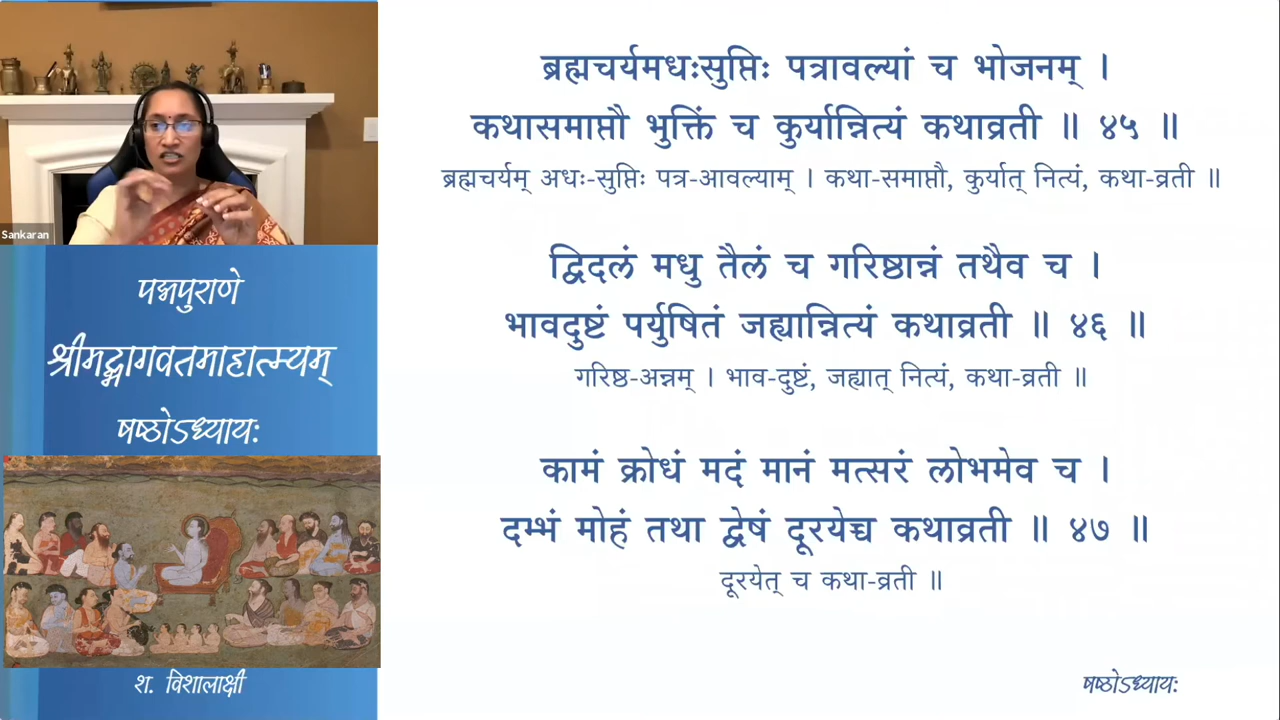 ब्रह्मचर्यमधःसुप्तिः पत्रावल्यां च भोजनम् ।
कथासमाप्तौ भुक्तिं च कुर्यान्नित्यं कथाव्रती ॥ ४५ ॥
ब्रह्मचर्यम् अधः-सुप्तिः पत्र-आवल्याम् । कथा-समाप्तौ, कुर्यात् नित्यं, कथा-व्रती ॥
द्विदलं मधु तैलं च गरिष्ठान्नं तथैव च ।
भावदुष्टं पर्युषितं जह्यान्नित्यं कथाव्रती ॥ ४६ ॥
गरिष्ठ-अन्नम् । भाव-दुष्टं, जह्यात् नित्यं, कथा-व्रती ॥
कामं क्रोधं मदं मानं मत्सरं लोभमेव च ।
दम्भं मोहं तथा द्वेषं दूरयेच्च कथाव्रती ॥ ४७ ॥
दूरयेत् च कथा-व्रती ॥
षष्ठोऽध्यायः
Sankaran
पद्मपुराणे
श्रीमद्भागवतमाहात्म्यम्
षष्ठोऽध्यायः
श. विशालाक्षी